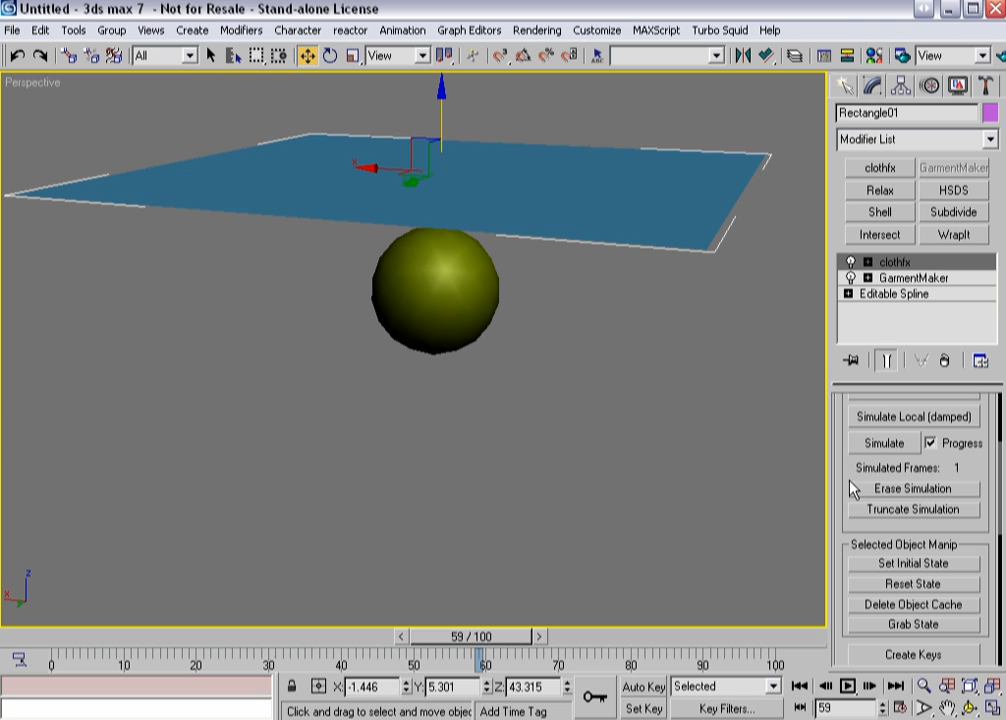 Untitled - 3ds max 7 - Not for Resale - Stand-alone License
File Edit Tools Group Views Create Modifiers Character reactor Animation Graph Editors Rendering Customize MAXScript Turbo Squid Help
All View View
Perspective
Rectangle01
Modifier List
clothfx GarmentMaker
Relax HSDS
Shell Subdivide
Intersect WrapIt
clothfx
GarmentMaker
Editable Spline
Simulate Local (damped)
Simulate Progress
Simulated Frames: 1
Erase Simulation
Truncate Simulation
Selected Object Manip
Set Initial State
Reset State
Delete Object Cache
Grab State
Create Keys
z
x
x
59 / 100
0 10 20 30 40 50 60 70 80 90 100
X: -1.446 Y: 5.301 Z: 43.315 Auto Key Selected
Click and drag to select and move objec Add Time Tag Set Key Key Filters... 59